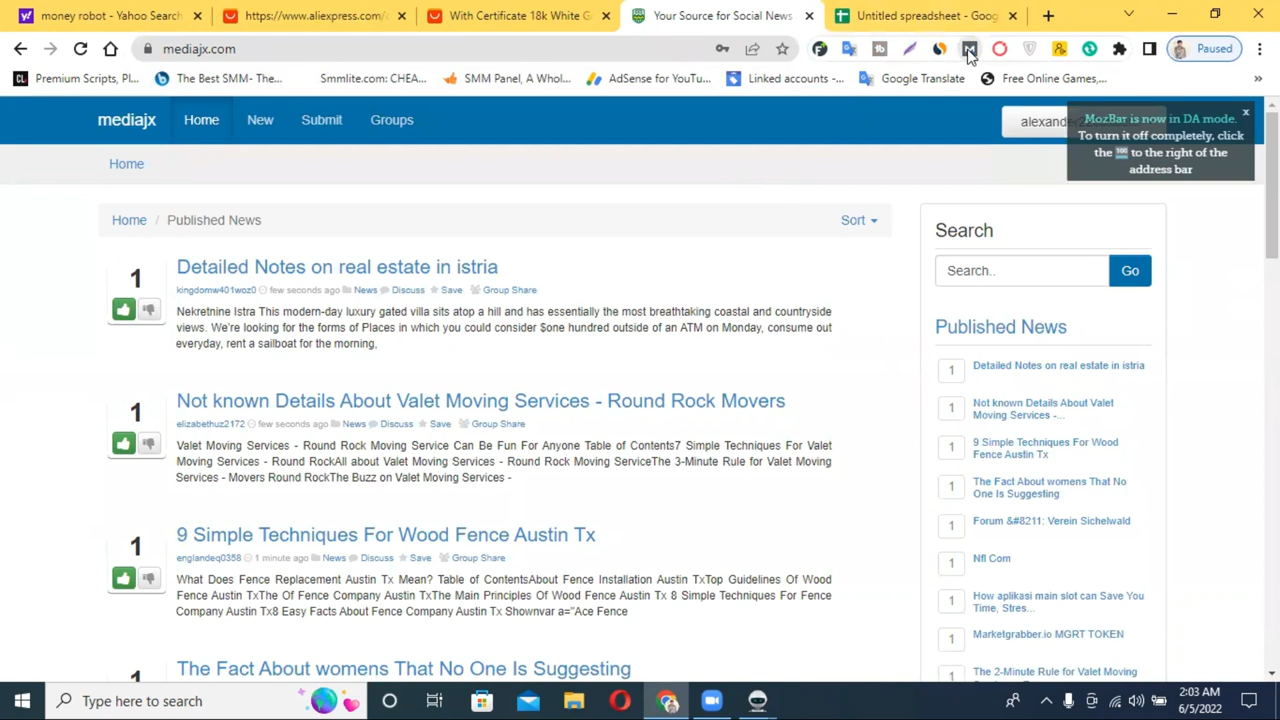 money robot - Yahoo Search
https://www.aliexpress.com/
With Certificate 18k White G
Your Source for Social News
Untitled spreadsheet - Goog
mediajx.com
Paused
Premium Scripts, Pl...
The Best SMM- The...
Smmlite.com: CHEA...
SMM Panel, A Whol...
AdSense for YouTu...
Linked accounts -...
Google Translate
Free Online Games,...
mediajx
Home
New
Submit
Groups
MozBar is now in DA mode.
To turn it off completely, click
the to the right of the
address bar
Home
Home / Published News
Sort
1
Detailed Notes on real estate in istria
kingdomw401woz0 few seconds ago News Discuss Save Group Share
Nekretnine Istra This modern-day luxury gated villa sits atop a hill and has essentially the most breathtaking coastal and countryside
views. We're looking for the forms of Places in which you could consider $one hundred outside of an ATM on Monday, consume out
everyday, rent a sailboat for the morning,
1
Not known Details About Valet Moving Services - Round Rock Movers
elizabethuz2172 few seconds ago News Discuss Save Group Share
Valet Moving Services - Round Rock Moving Service Can Be Fun For Anyone Table of Contents7 Simple Techniques For Valet
Moving Services - Round RockAll about Valet Moving Services - Round Rock Moving ServiceThe 3-Minute Rule for Valet Moving
Services - Movers Round RockThe Buzz on Valet Moving Services -
1
9 Simple Techniques For Wood Fence Austin Tx
englandeq0358 1 minute ago News Discuss Save Group Share
What Does Fence Replacement Austin Tx Mean? Table of ContentsAbout Fence Installation Austin TxTop Guidelines Of Wood
Fence Austin TxThe Of Fence Company Austin TxThe Main Principles Of Wood Fence Austin Tx 8 Simple Techniques For Fence
Company Austin Tx8 Easy Facts About Fence Company Austin Tx Shownvar a="Ace Fence
The Fact About womens That No One Is Suggesting
Search
Search..
Go
Published News
1 Detailed Notes on real estate in istria
1 Not known Details About Valet
Moving Services -...
1 9 Simple Techniques For Wood
Fence Austin Tx
1 The Fact About womens That No
One Is Suggesting
1 Forum &#8211; Verein Sichelwald
1 Nfl Com
1 How aplikasi main slot can Save You
Time, Stres...
1 Marketgrabber.io MGRT TOKEN
1 The 2-Minute Rule for Valet Moving
Type here to search
2:03 AM
6/5/2022